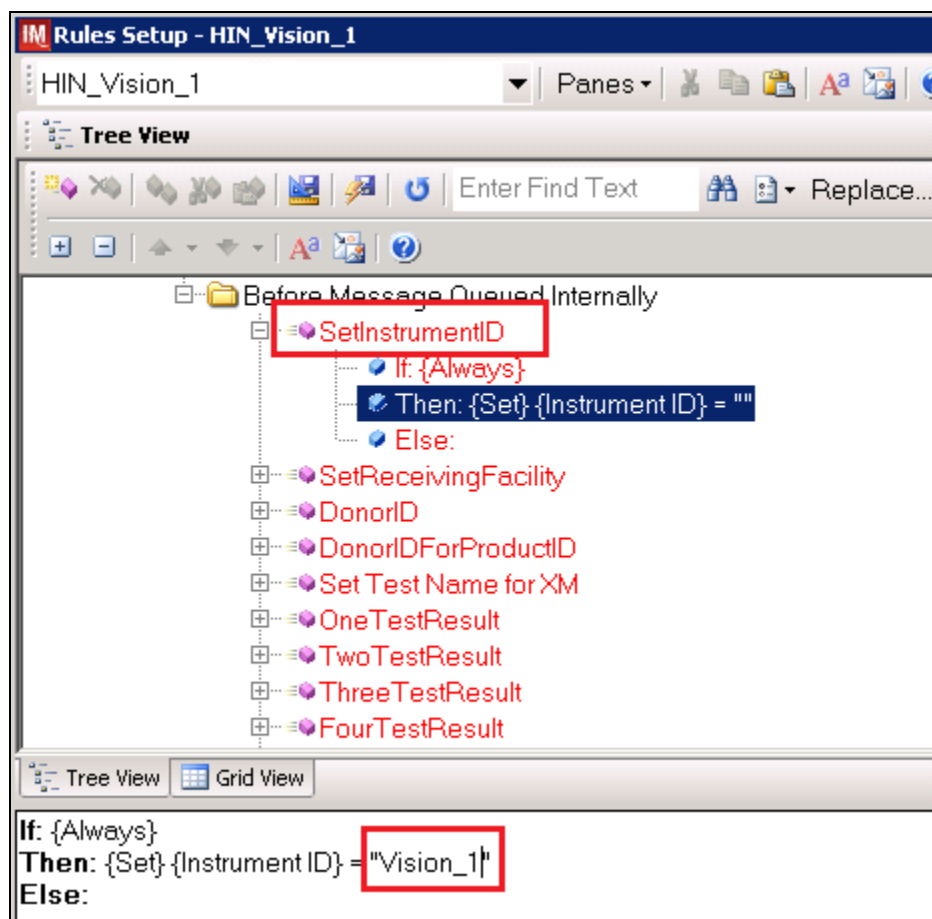 IM Rules Setup - HIN_Vision_1
HIN_Vision_1 Panes Aa
Tree View
Enter Find Text Replace...
Aa
Before Message Queued Internally
SetInstrumentID
If: {Always}
Then: {Set} {Instrument ID} = ""
Else:
SetReceivingFacility
DonorID
DonorIDForProductID
Set Test Name for XM
OneTestResult
TwoTestResult
ThreeTestResult
FourTestResult
Tree View Grid View
If: {Always}
Then: {Set} {Instrument ID} = "Vision_1"
Else: